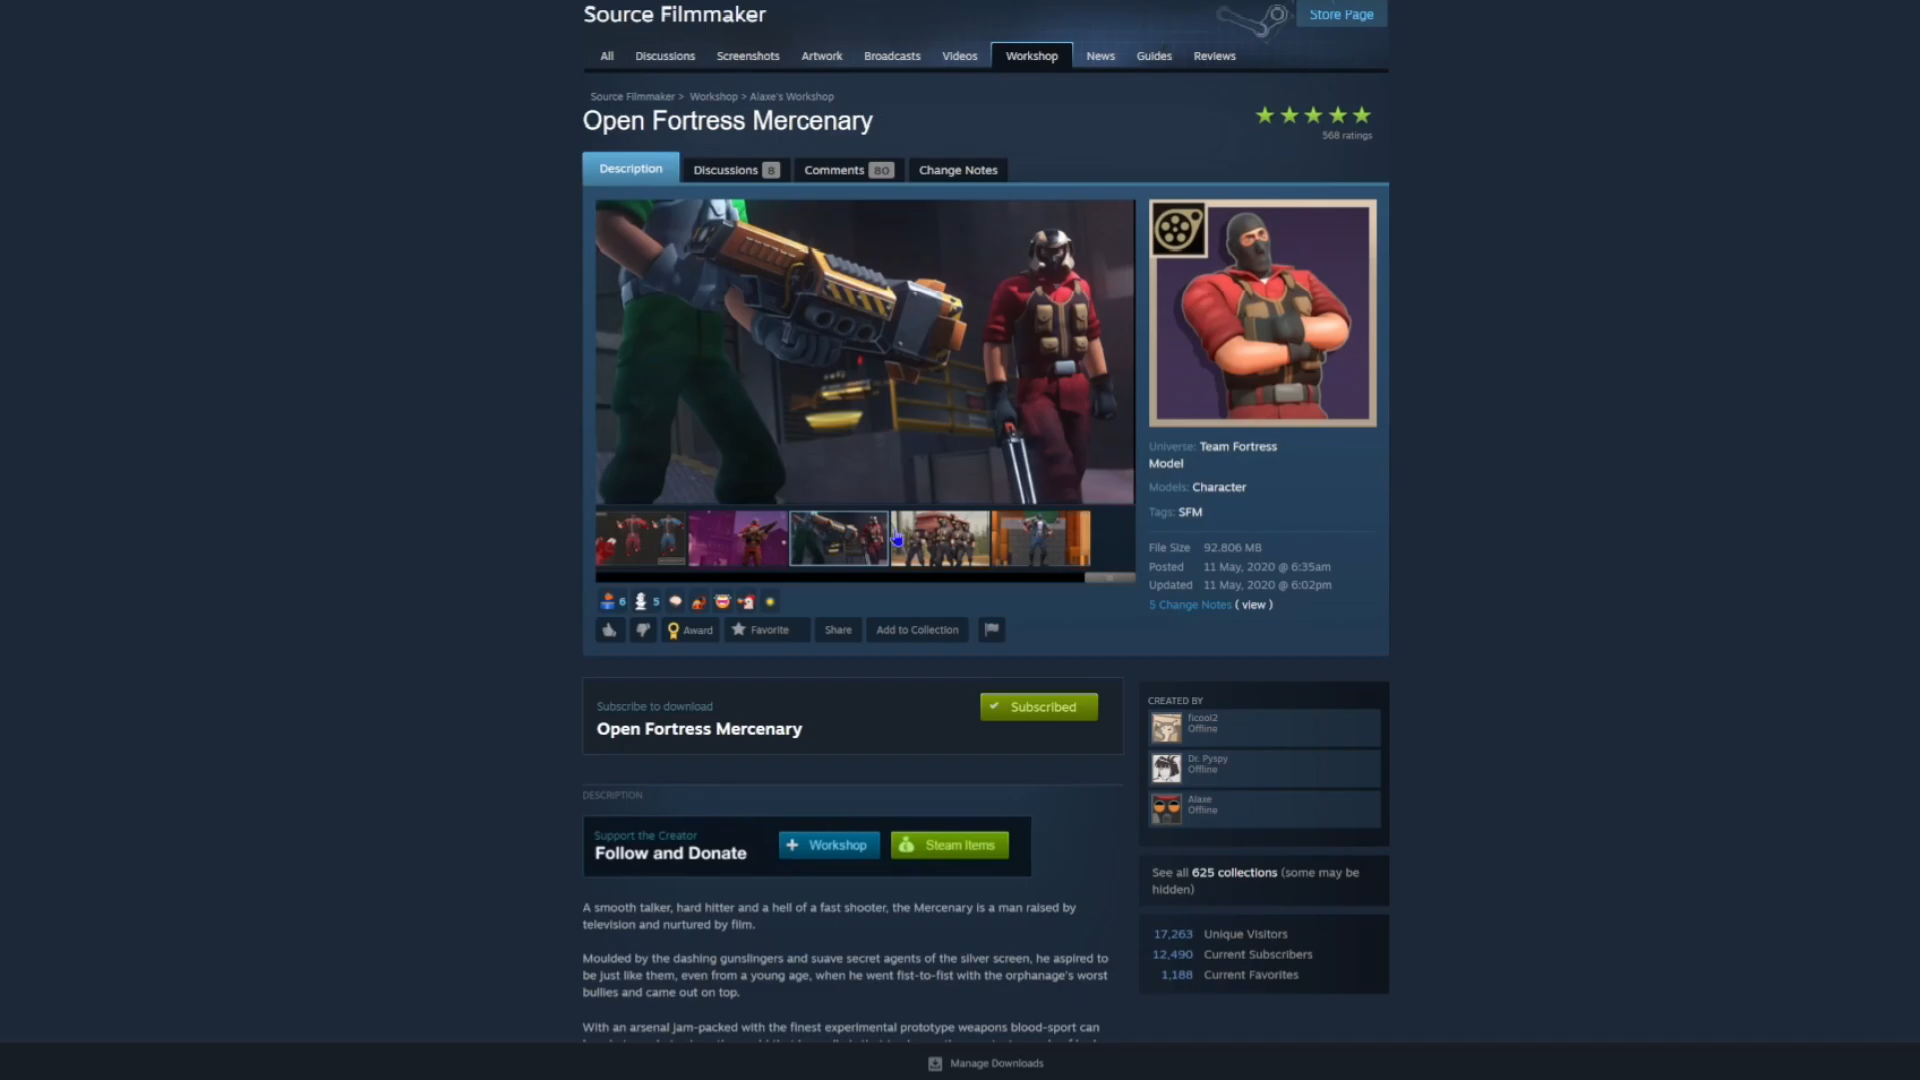 Source Filmmaker
Store Page
All Discussions Screenshots Artwork Broadcasts Videos Workshop News Guides Reviews
Source Filmmaker > Workshop > Alaxe's Workshop
Open Fortress Mercenary
568 ratings
Description Discussions 8 Comments 80 Change Notes
Universe: Team Fortress
Model
Models: Character
Tags: SFM
File Size 92.806 MB
Posted 11 May, 2020 @ 6:35am
Updated 11 May, 2020 @ 6:02pm
5 Change Notes ( view )
6 5
Award Favorite Share Add to Collection
Subscribe to download
Open Fortress Mercenary
Subscribed
CREATED BY
ficool2
Offline
Dr. Pyspy
Offline
Alaxe
Offline
DESCRIPTION
Support the Creator
Follow and Donate
+ Workshop
Steam Items
See all 625 collections (some may be
hidden)
A smooth talker, hard hitter and a hell of a fast shooter, the Mercenary is a man raised by
television and nurtured by film.
17,263 Unique Visitors
12,490 Current Subscribers
1,188 Current Favorites
Moulded by the dashing gunslingers and suave secret agents of the silver screen, he aspired to
be just like them, even from a young age, when he went fist-to-fist with the orphanage's worst
bullies and came out on top.
With an arsenal jam-packed with the finest experimental prototype weapons blood-sport can
Manage Downloads